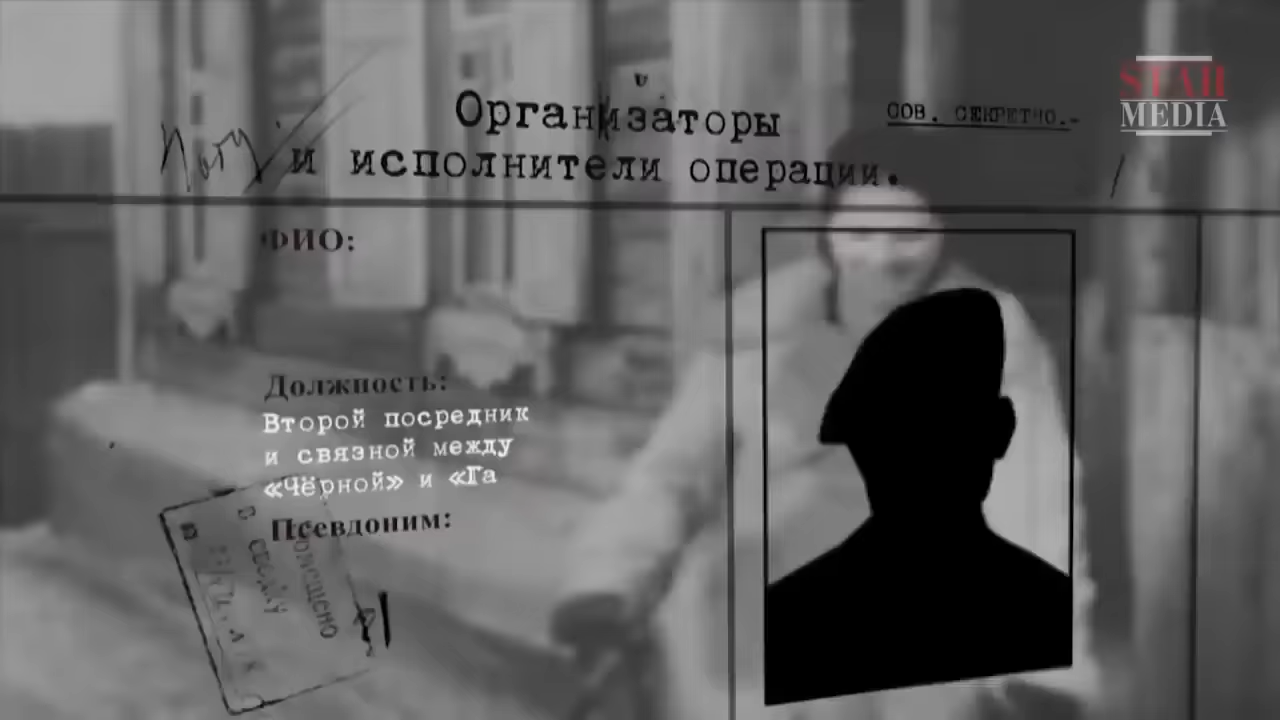 Организаторы
и исполнители операции.
СОВ. СЕКРЕТНО.-
STAR
MEDIA
ФИО:
Должность:
Второй посредник
и связной между
«Чёрной» и «Га
Псевдоним: